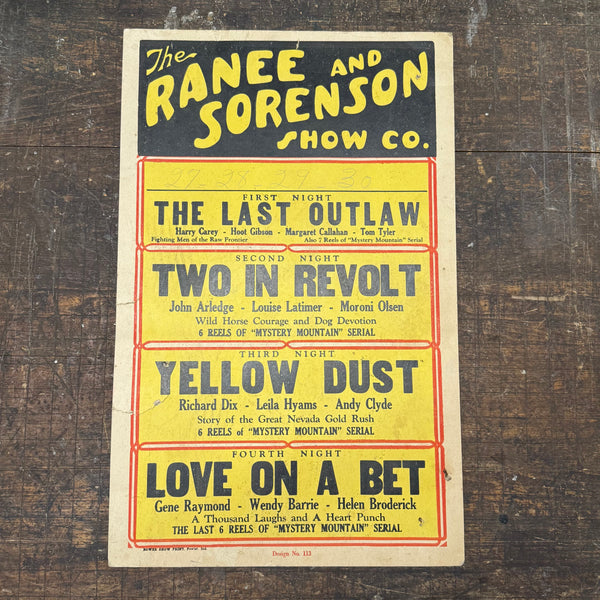 The
RANEE AND
SORENSON
SHOW CO.
27- 28 29 30
FIRST NIGHT
THE LAST OUTLAW
Harry Carey - Hoot Gibson - Margaret Callahan - Tom Tyler
Fighting Men of the Raw Frontier Also 7 Reels of "Mystery Mountain" Serial
SECOND NIGHT
TWO IN REVOLT
John Arledge - Louise Latimer - Moroni Olsen
Wild Horse Courage and Dog Devotion
6 REELS OF "MYSTERY MOUNTAIN" SERIAL
THIRD NIGHT
YELLOW DUST
Richard Dix - Leila Hyams - Andy Clyde
Story of the Great Nevada Gold Rush
6 REELS of "MYSTERY MOUNTAIN" SERIAL
FOURTH NIGHT
LOVE ON A BET
Gene Raymond - Wendy Barrie - Helen Broderick
A Thousand Laughs and A Heart Punch
THE LAST 6 REELS OF "MYSTERY MOUNTAIN" SERIAL
BOWER SHOW PRINT, Ind.
Design No. 113